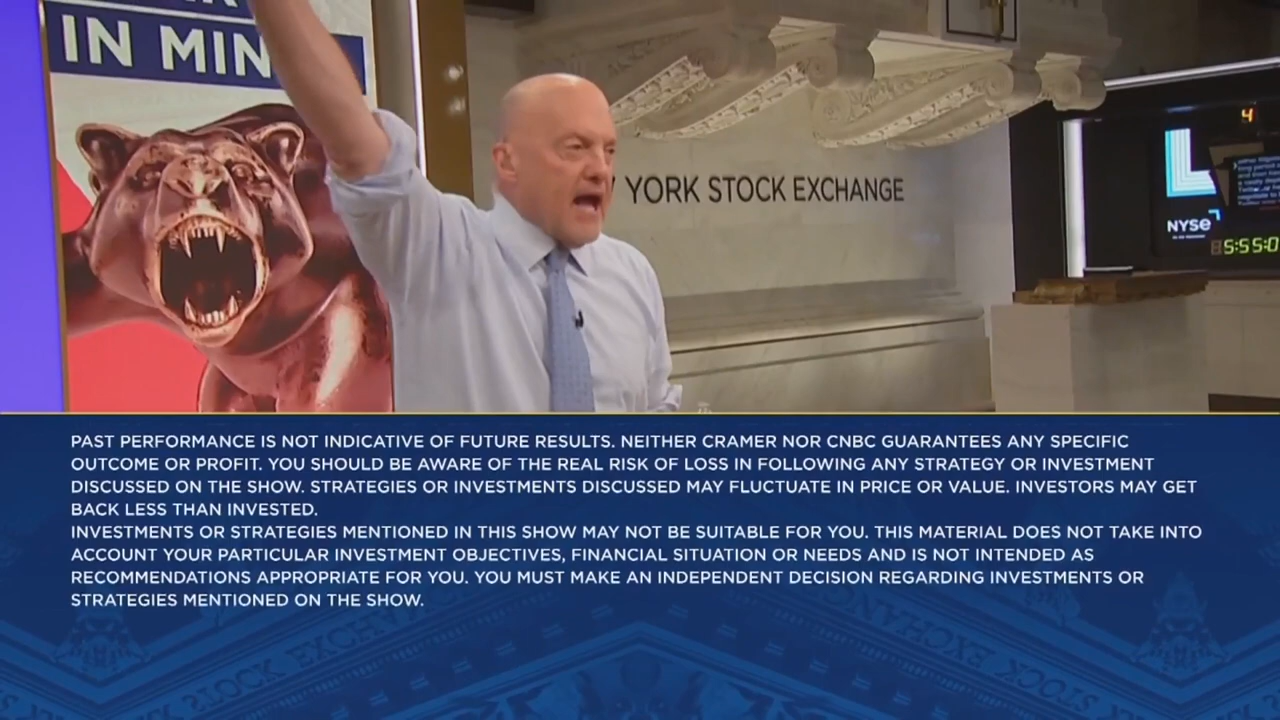 IN MIN
YORK STOCK EXCHANGE
4
NYSE
5:55:0
PAST PERFORMANCE IS NOT INDICATIVE OF FUTURE RESULTS. NEITHER CRAMER NOR CNBC GUARANTEES ANY SPECIFIC
OUTCOME OR PROFIT. YOU SHOULD BE AWARE OF THE REAL RISK OF LOSS IN FOLLOWING ANY STRATEGY OR INVESTMENT
DISCUSSED ON THE SHOW. STRATEGIES OR INVESTMENTS DISCUSSED MAY FLUCTUATE IN PRICE OR VALUE. INVESTORS MAY GET
BACK LESS THAN INVESTED.
INVESTMENTS OR STRATEGIES MENTIONED IN THIS SHOW MAY NOT BE SUITABLE FOR YOU. THIS MATERIAL DOES NOT TAKE INTO
ACCOUNT YOUR PARTICULAR INVESTMENT OBJECTIVES, FINANCIAL SITUATION OR NEEDS AND IS NOT INTENDED AS
RECOMMENDATIONS APPROPRIATE FOR YOU. YOU MUST MAKE AN INDEPENDENT DECISION REGARDING INVESTMENTS OR
STRATEGIES MENTIONED ON THE SHOW.
STOCK EXCHANGE